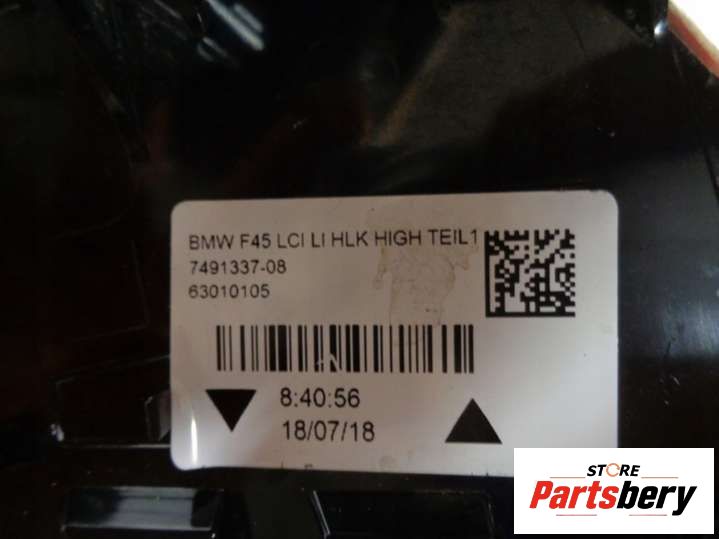 BMW F45 LCI LI HLK HIGH TEIL1
7491337-08
63010105
8:40:56
18/07/18
STORE
Partsbery